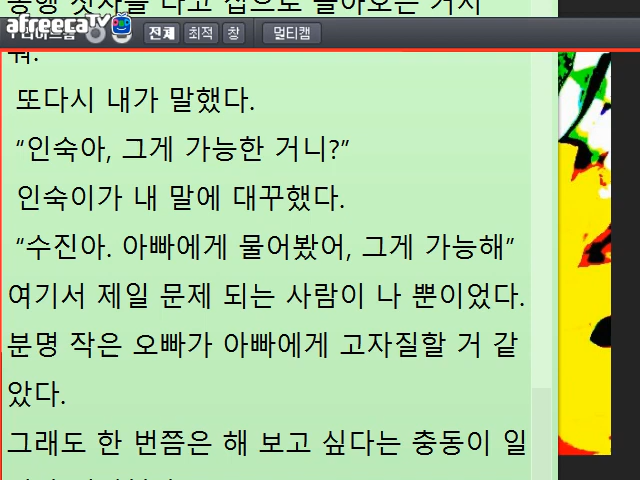 afreecaTV
전체 최적 창 멀티캠
또다시 내가 말했다.
“인숙아, 그게 가능한 거니?”
인숙이가 내 말에 대꾸했다.
“수진아. 아빠에게 물어봤어, 그게 가능해”
여기서 제일 문제 되는 사람이 나 뿐이었다.
분명 작은 오빠가 아빠에게 고자질할 거 같
았다.
그래도 한 번쯤은 해 보고 싶다는 충동이 일